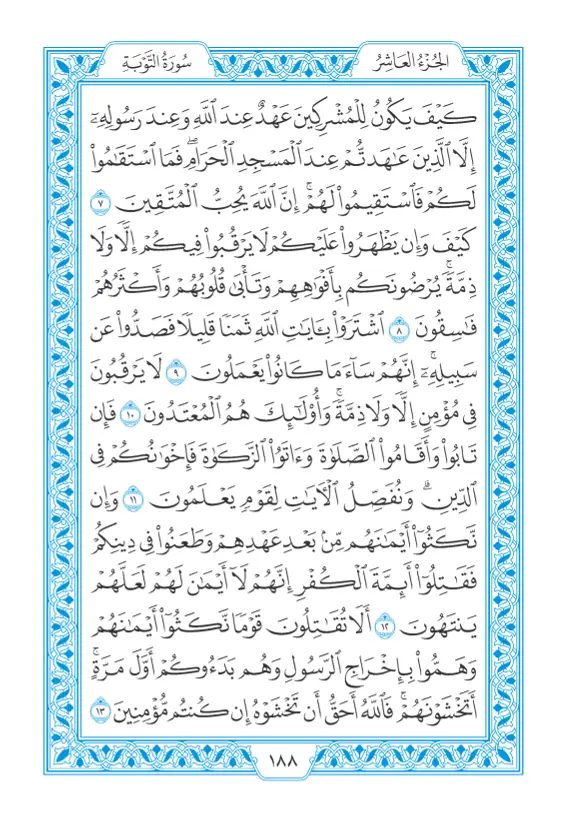 الجُزْءُ العَاشِرُ
سُورَةُ التَّوْبَةِ
كَيْفَ يَكُونُ لِلْمُشْرِكِينَ عَهْدٌ عِندَ ٱللَّهِ وَعِندَ رَسُولِهِۦٓ
إِلَّا ٱلَّذِينَ عَٰهَدتُّمْ عِندَ ٱلْمَسْجِدِ ٱلْحَرَامِ ۖ فَمَا ٱسْتَقَٰمُوا۟
لَكُمْ فَٱسْتَقِيمُوا۟ لَهُمْ ۚ إِنَّ ٱللَّهَ يُحِبُّ ٱلْمُتَّقِينَ ٧
كَيْفَ وَإِن يَظْهَرُوا۟ عَلَيْكُمْ لَا يَرْقُبُوا۟ فِيكُمْ إِلًّا وَلَا
ذِمَّةً ۚ يُرْضُونَكُم بِأَفْوَٰهِهِمْ وَتَأْبَىٰ قُلُوبُهُمْ وَأَكْثَرُهُمْ
فَٰسِقُونَ ٨ ٱشْتَرَوْا۟ بِـَٔايَٰتِ ٱللَّهِ ثَمَنًا قَلِيلًا فَصَدُّوا۟ عَن
سَبِيلِهِۦٓ ۚ إِنَّهُمْ سَآءَ مَا كَانُوا۟ يَعْمَلُونَ ٩ لَا يَرْقُبُونَ
فِى مُؤْمِنٍ إِلًّا وَلَا ذِمَّةً ۚ وَأُو۟لَٰٓئِكَ هُمُ ٱلْمُعْتَدُونَ ١٠ فَإِن
تَابُوا۟ وَأَقَامُوا۟ ٱلصَّلَوٰةَ وَءَاتَوُا۟ ٱلزَّكَوٰةَ فَإِخْوَٰنُكُمْ فِى
ٱلدِّينِ ۗ وَنُفَصِّلُ ٱلْءَايَٰتِ لِقَوْمٍ يَعْلَمُونَ ١١ وَإِن
نَّكَثُوٓا۟ أَيْمَٰنَهُم مِّنۢ بَعْدِ عَهْدِهِمْ وَطَعَنُوا۟ فِى دِينِكُمْ
فَقَٰتِلُوٓا۟ أَئِمَّةَ ٱلْكُفْرِ ۙ إِنَّهُمْ لَآ أَيْمَٰنَ لَهُمْ لَعَلَّهُمْ
يَنتَهُونَ ١٢ أَلَا تُقَٰتِلُونَ قَوْمًا نَّكَثُوٓا۟ أَيْمَٰنَهُمْ
وَهَمُّوا۟ بِإِخْرَاجِ ٱلرَّسُولِ وَهُم بَدَءُوكُمْ أَوَّلَ مَرَّةٍ ۚ
أَتَخْشَوْنَهُمْ ۚ فَٱللَّهُ أَحَقُّ أَن تَخْشَوْهُ إِن كُنتُم مُّؤْمِنِينَ ١٣
١٨٨